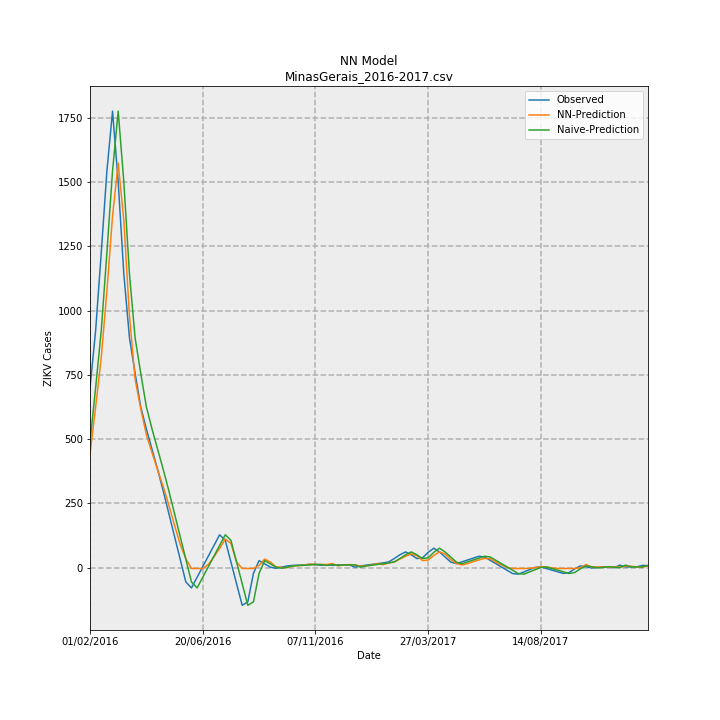 NN Model
MinasGerais_2016-2017.csv
Observed
NN-Prediction
Naive-Prediction
1750
1500
1250
1000
750
500
250
0
ZIKV Cases
01/02/2016
20/06/2016
07/11/2016
27/03/2017
14/08/2017
Date